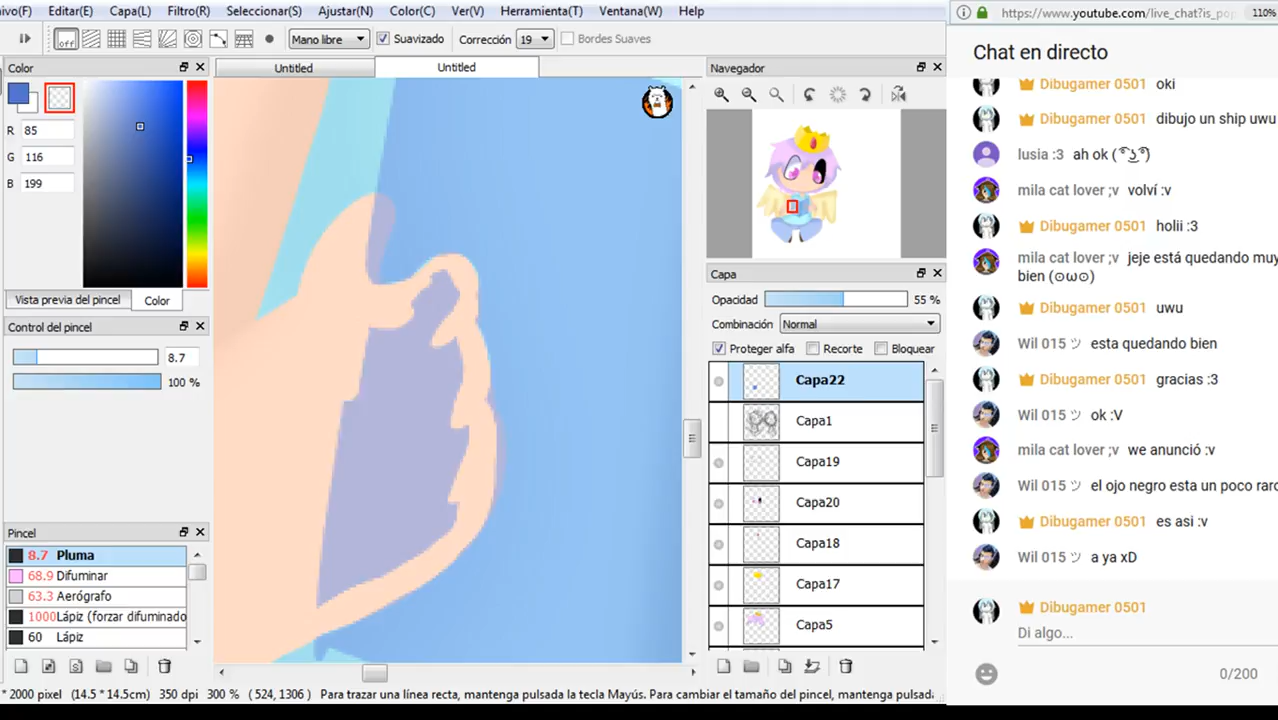 ivo(F) Editar(E) Capa(L) Filtro(R) Seleccionar(S) Ajustar(N) Color(C) Ver(V) Herramienta(T) Ventana(W) Help
off Mano libre Suavizado Corrección 19 Bordes Suaves
Color
Untitled Untitled
R 85
G 116
B 199
Vista previa del pincel Color
Control del pincel
8.7
100 %
Pincel
8.7 Pluma
68.9 Difuminar
63.3 Aerógrafo
1000 Lápiz (forzar difuminado
60 Lápiz
Navegador
Capa
Opacidad 55 %
Combinación Normal
Proteger alfa Recorte Bloquear
Capa22
Capa1
Capa19
Capa20
Capa18
Capa17
Capa5
* 2000 pixel (14.5 * 14.5cm) 350 dpi 300 % (524, 1306) Para trazar una línea recta, mantenga pulsada la tecla Mayús. Para cambiar el tamaño del pincel, mantenga pulsada
https://www.youtube.com/live_chat?is_pop 110%
Chat en directo
Dibugamer 0501 oki
Dibugamer 0501 dibujo un ship uwu
lusia :3 ah ok ( ͡° ͜ʖ ͡°)
mila cat lover ;v volví :v
Dibugamer 0501 holii :3
mila cat lover ;v jeje está quedando muy
bien (⊙ω⊙)
Dibugamer 0501 uwu
Wil 015 ツ esta quedando bien
Dibugamer 0501 gracias :3
Wil 015 ツ ok :V
mila cat lover ;v we anunció :v
Wil 015 ツ el ojo negro esta un poco raro
Dibugamer 0501 es asi :v
Wil 015 ツ a ya xD
Dibugamer 0501
Di algo...
0/200